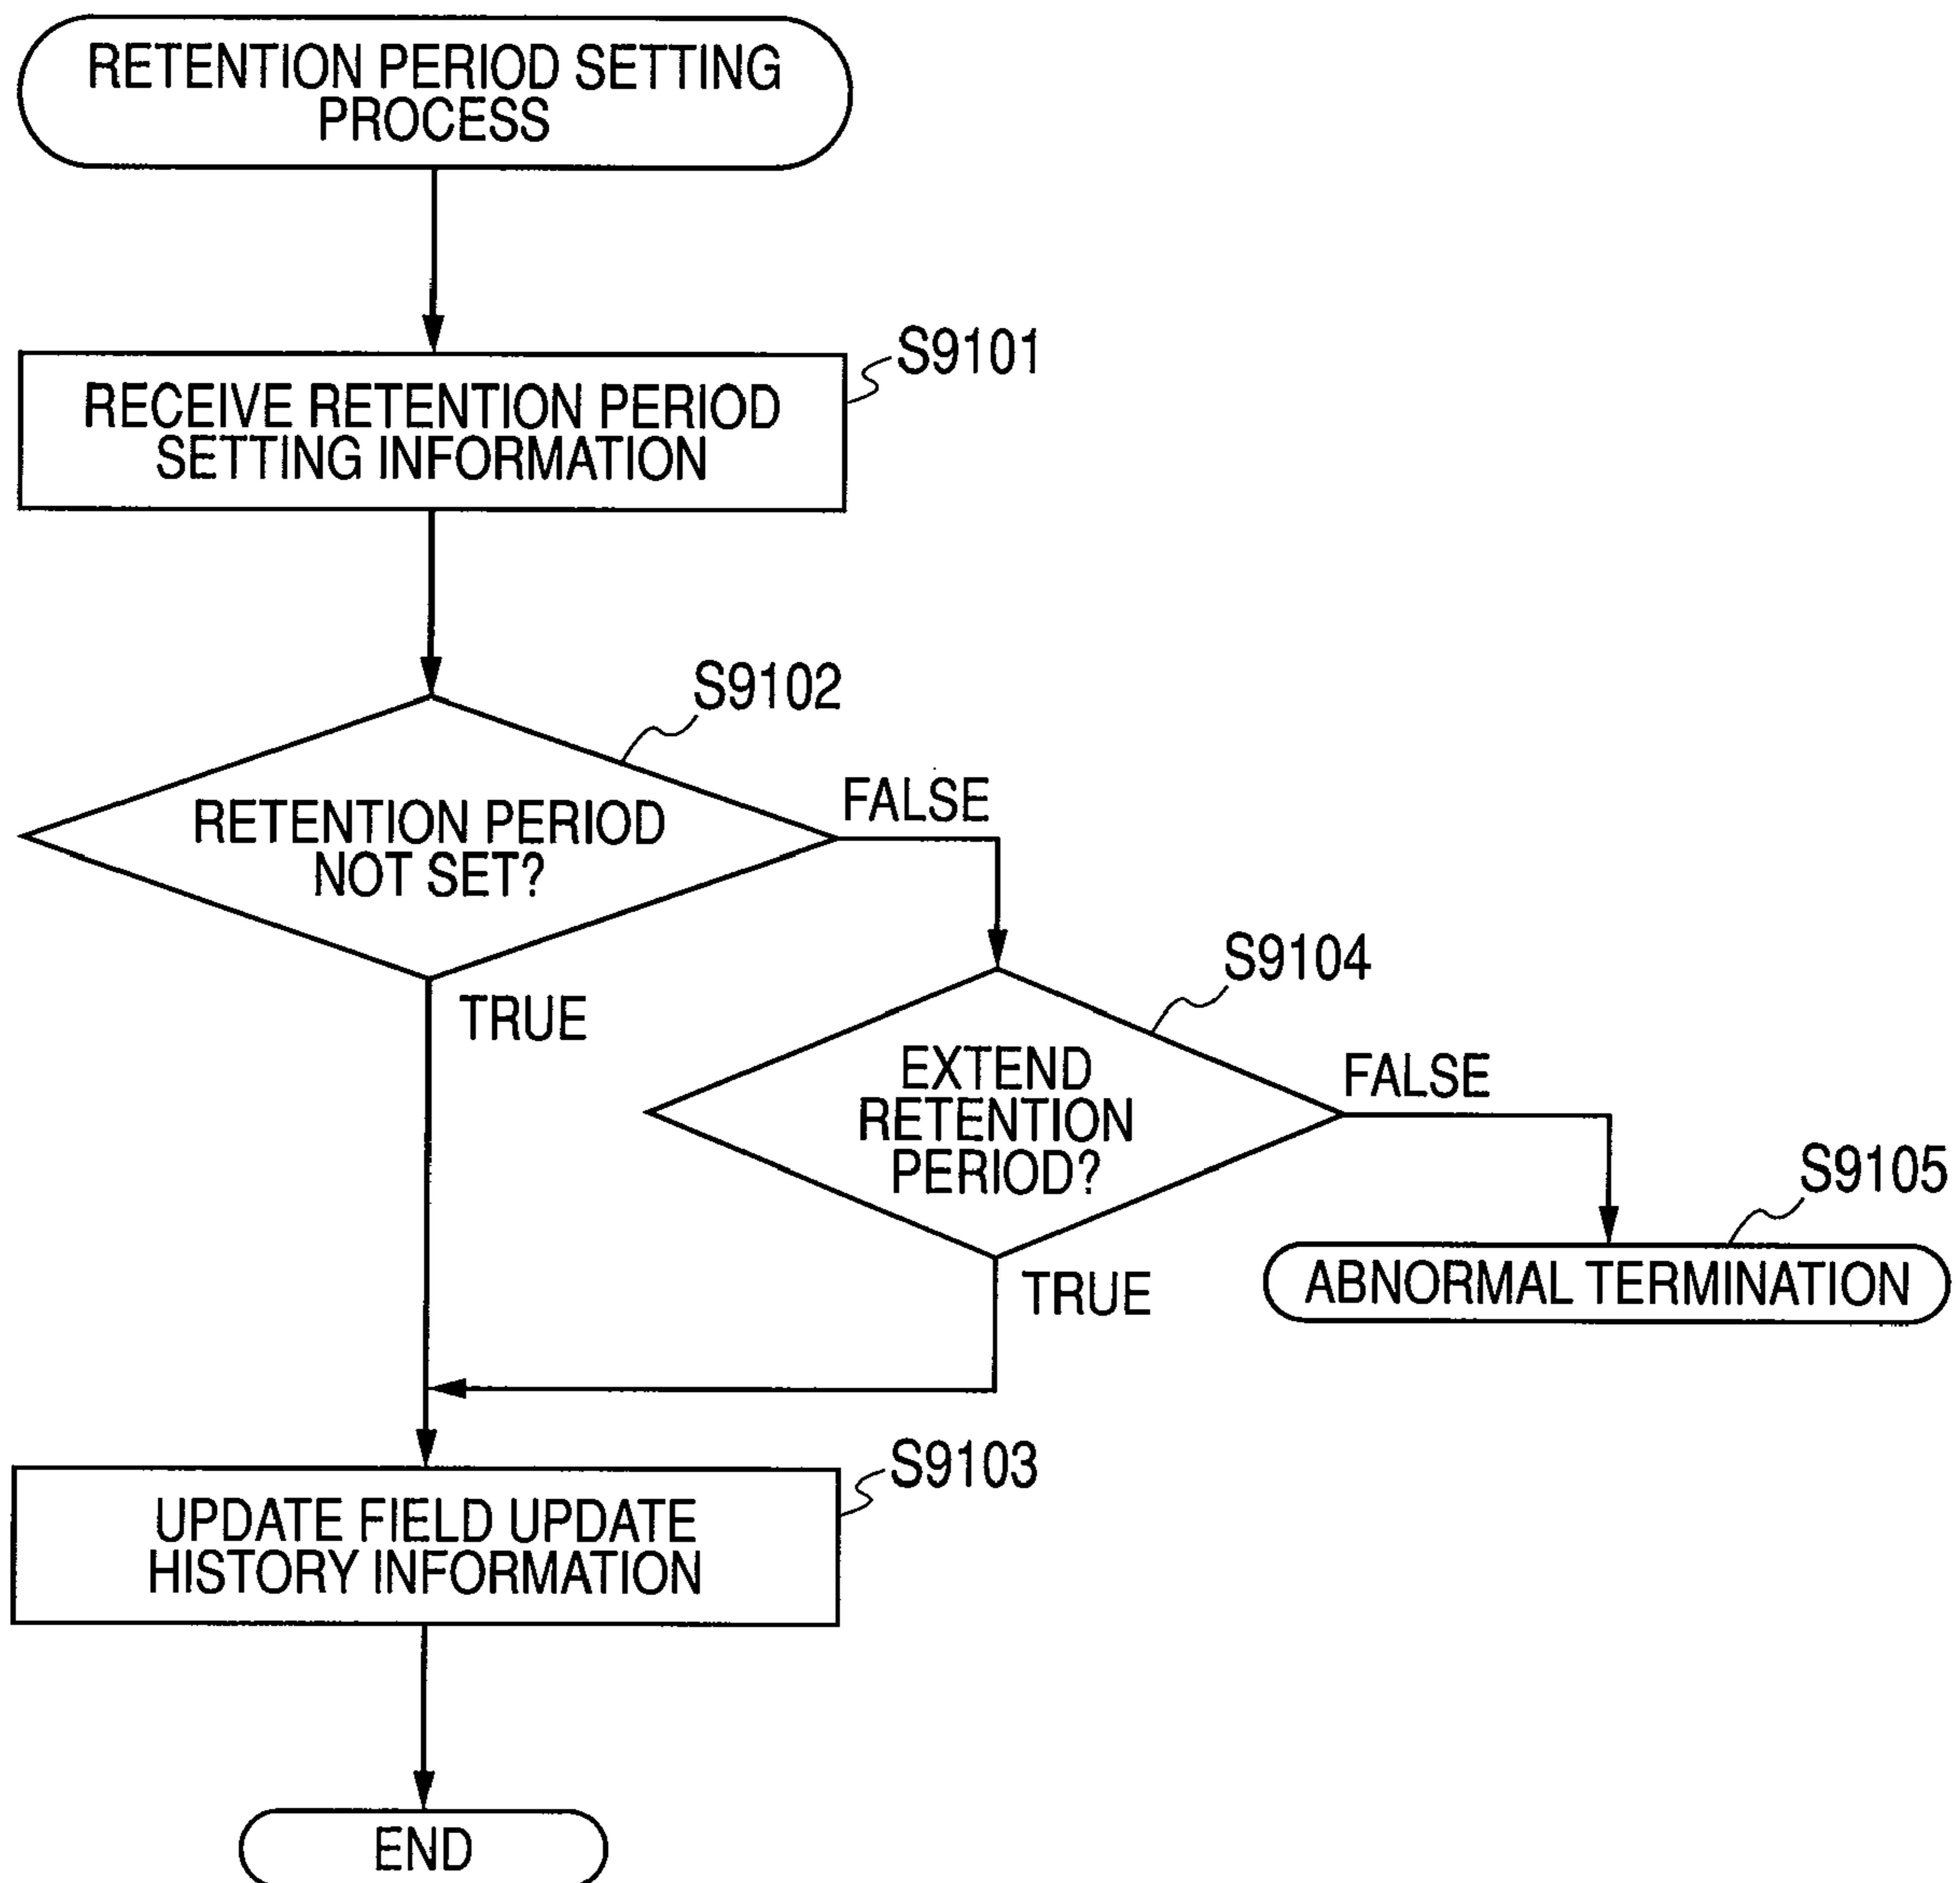 RETENTION PERIOD SETTING
PROCESS
S9101
RECEIVE RETENTION PERIOD
SETTING INFORMATION
S9102
RETENTION PERIOD
NOT SET?
FALSE
TRUE
S9104
EXTEND
RETENTION
PERIOD?
FALSE
TRUE
S9105
ABNORMAL TERMINATION
S9103
UPDATE FIELD UPDATE
HISTORY INFORMATION
END